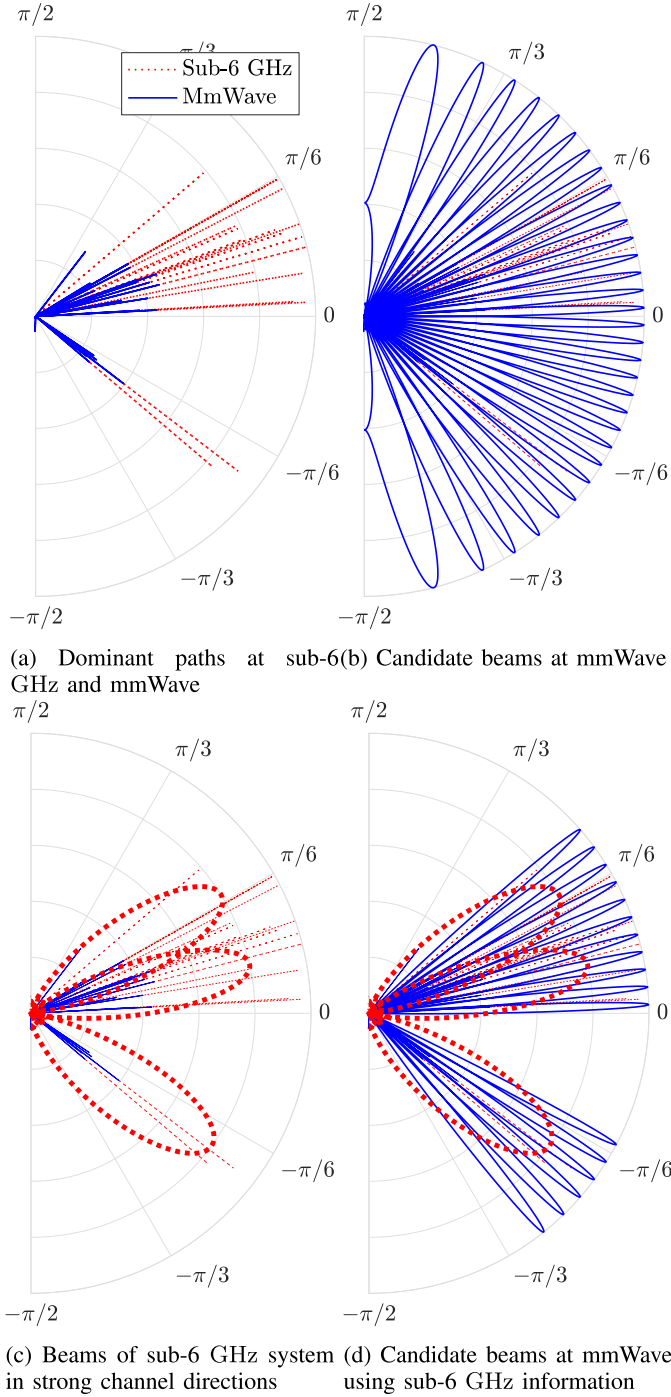 π/2
π/2
π/3
π/3
Sub-6 GHz
MmWave
π/6
π/6
0
0
−π/6
−π/6
−π/3
−π/3
−π/2
−π/2
(a) Dominant paths at sub-6
GHz and mmWave
(b) Candidate beams at mmWave
π/2
π/2
π/3
π/3
π/6
π/6
0
0
−π/6
−π/6
−π/3
−π/3
−π/2
−π/2
(c) Beams of sub-6 GHz system
in strong channel directions
(d) Candidate beams at mmWave
using sub-6 GHz information